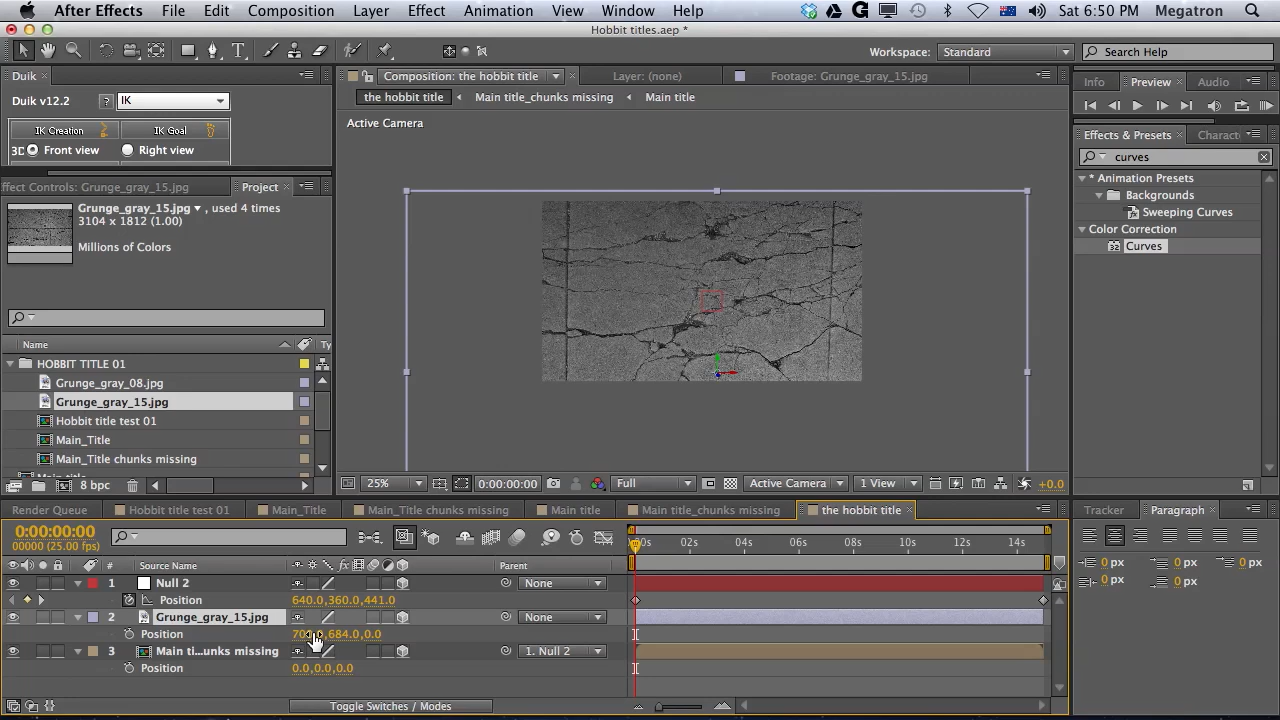 After Effects File Edit Composition Layer Effect Animation View Window Help Sat 6:50 PM Megatron
Hobbit titles.aep *
Workspace: Standard Search Help
Duik Composition: the hobbit title Layer: (none) Footage: Grunge_gray_15.jpg Info Preview Audio
Duik v12.2 ? IK the hobbit title Main title_chunks missing Main title
IK Creation IK Goal Active Camera Effects & Presets Charact
3D Front view Right view curves
ffect Controls: Grunge_gray_15.jpg Project * Animation Presets
Grunge_gray_15.jpg , used 4 times Backgrounds
3104 x 1812 (1.00) Sweeping Curves
Color Correction
Millions of Colors 32 Curves
Name Ty
HOBBIT TITLE 01
Grunge_gray_08.jpg
Grunge_gray_15.jpg
Hobbit title test 01
Main_Title
Main_Title chunks missing
8 bpc 25% 0:00:00:00 Full Active Camera 1 View +0.0
Render Queue Hobbit title test 01 Main_Title Main_Title chunks missing Main title Main title_chunks missing the hobbit title Tracker Paragraph
0:00:00:00
00000 (25.00 fps) 00s 02s 04s 06s 08s 10s 12s 14s
# Source Name Parent 0 px 0 px 0 px
1 Null 2 None 0 px 0 px
Position 640.0,360.0,441.0
2 Grunge_gray_15.jpg None
Position ,684.0,0.0
3 Main ti...unks missing 1. Null 2
Position 0.0,0.0,0.0
Toggle Switches / Modes